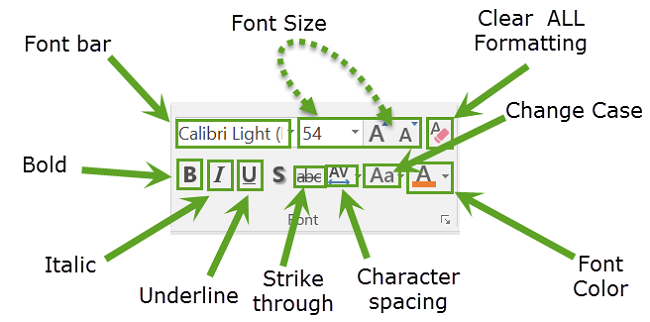 Clear ALL
Formatting
Font Size
Font bar
Change Case
Calibri Light (
54
A A A
Bold
B I U S abc AV Aa A
Font
Italic
Underline
Strike
through
Character
spacing
Font
Color